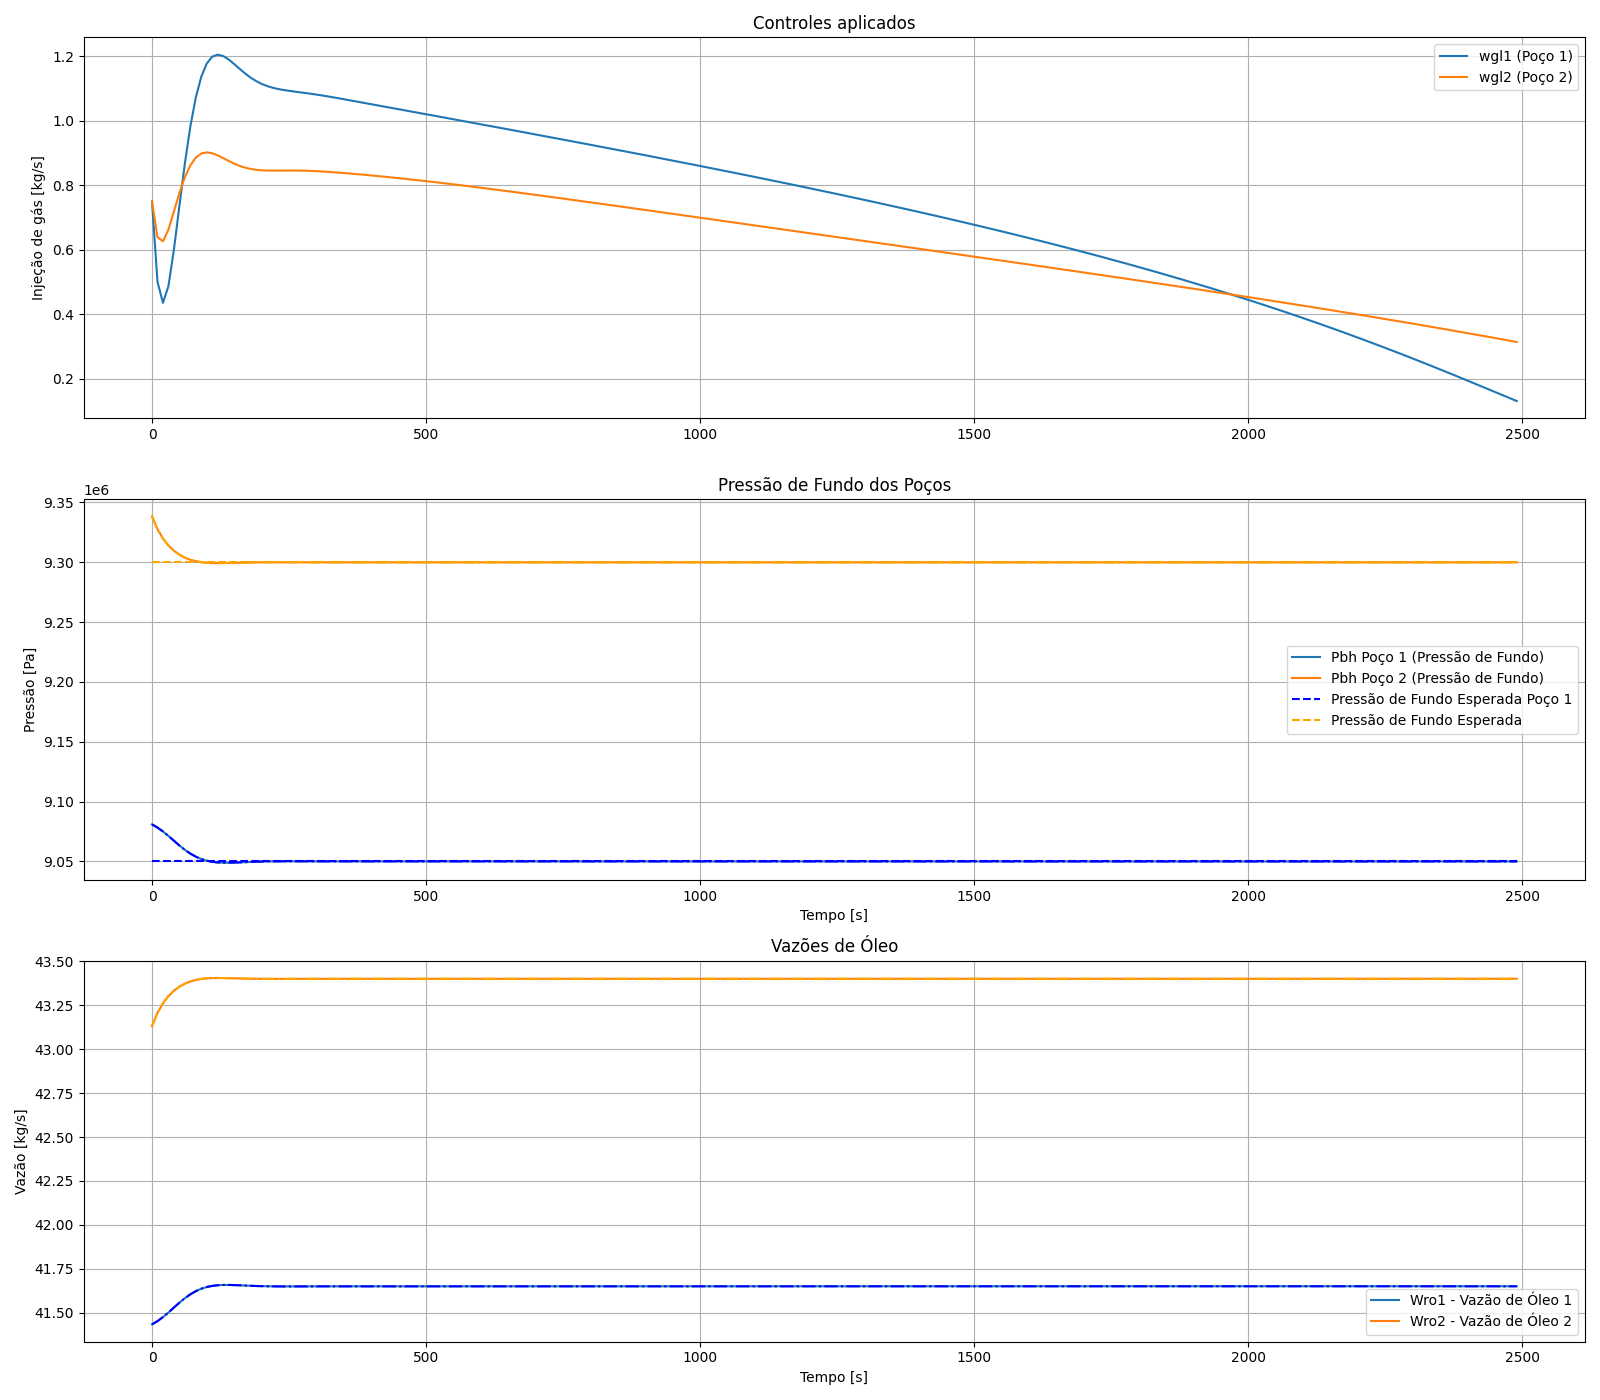 Controles aplicados
Injeção de gás [kg/s]
1.2
1.0
0.8
0.6
0.4
0.2
wgl1 (Poço 1)
wgl2 (Poço 2)
0 500 1000 1500 2000 2500
Pressão de Fundo dos Poços
1e6
Pressão [Pa]
9.35
9.30
9.25
9.20
9.15
9.10
9.05
Pbh Poço 1 (Pressão de Fundo)
Pbh Poço 2 (Pressão de Fundo)
Pressão de Fundo Esperada Poço 1
Pressão de Fundo Esperada
0 500 1000 1500 2000 2500
Tempo [s]
Vazões de Óleo
Vazão [kg/s]
43.50
43.25
43.00
42.75
42.50
42.25
42.00
41.75
41.50
Wro1 - Vazão de Óleo 1
Wro2 - Vazão de Óleo 2
0 500 1000 1500 2000 2500
Tempo [s]